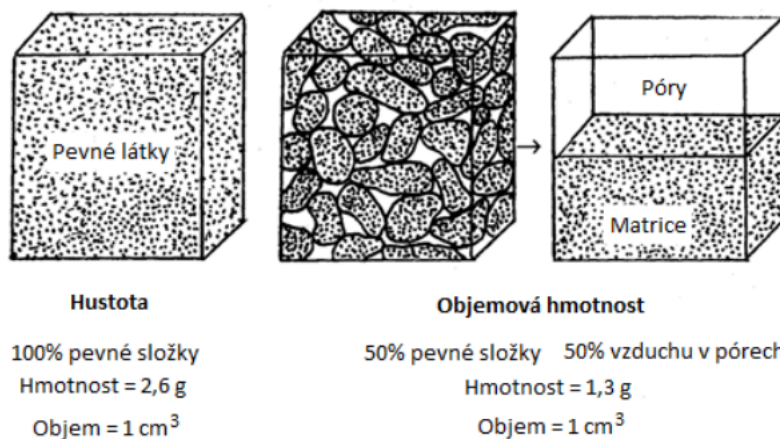 Pevné látky
Póry
Matrice
Hustota
100% pevné složky
Hmotnost = 2,6 g
Objem = 1 cm³
Objemová hmotnost
50% pevné složky 50% vzduchu v pórech
Hmotnost = 1,3 g
Objem = 1 cm³